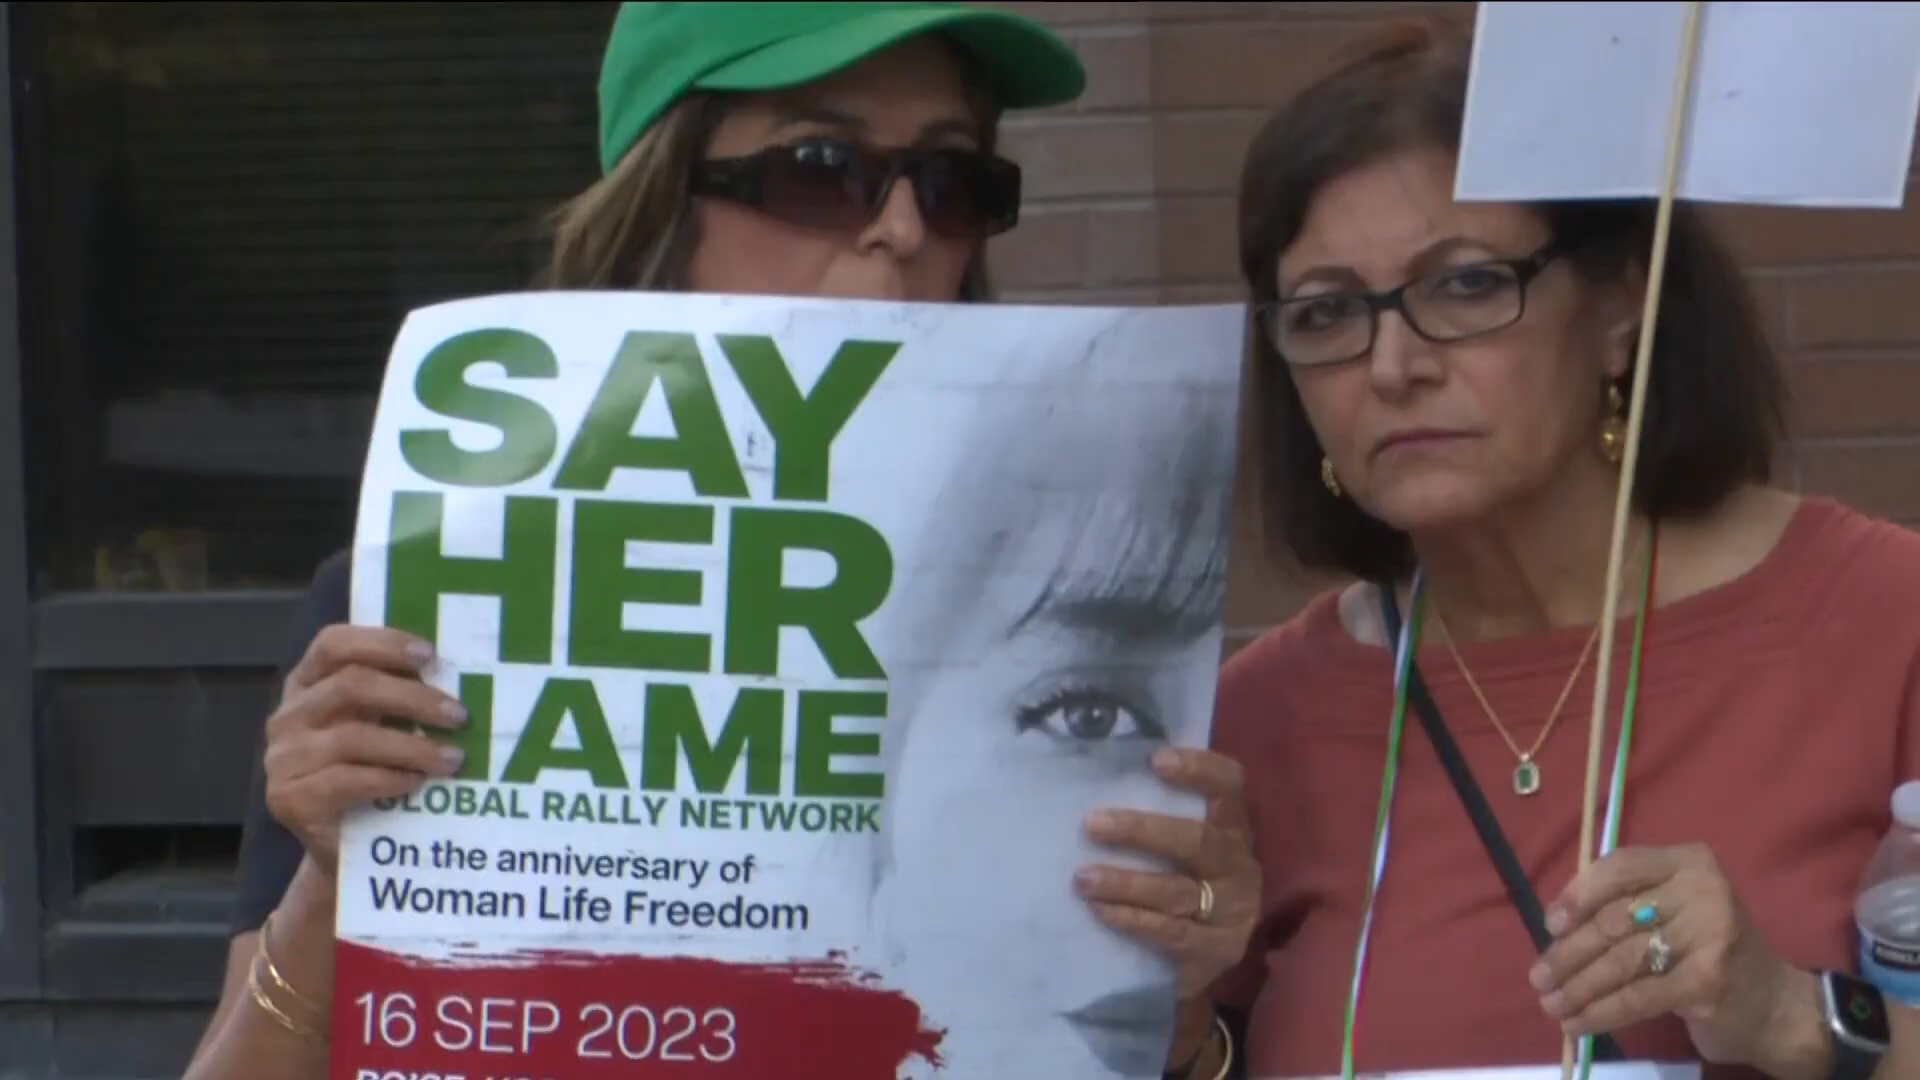 SAY
HER
NAME
GLOBAL RALLY NETWORK
On the anniversary of
Woman Life Freedom
16 SEP 2023